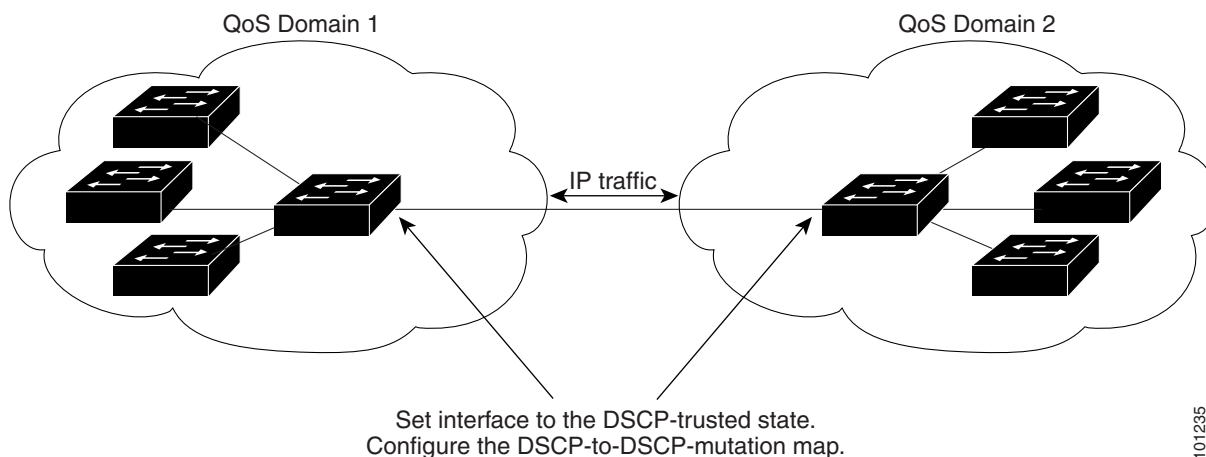 QoS Domain 1
QoS Domain 2
IP traffic
Set interface to the DSCP-trusted state.
Configure the DSCP-to-DSCP-mutation map.
101235